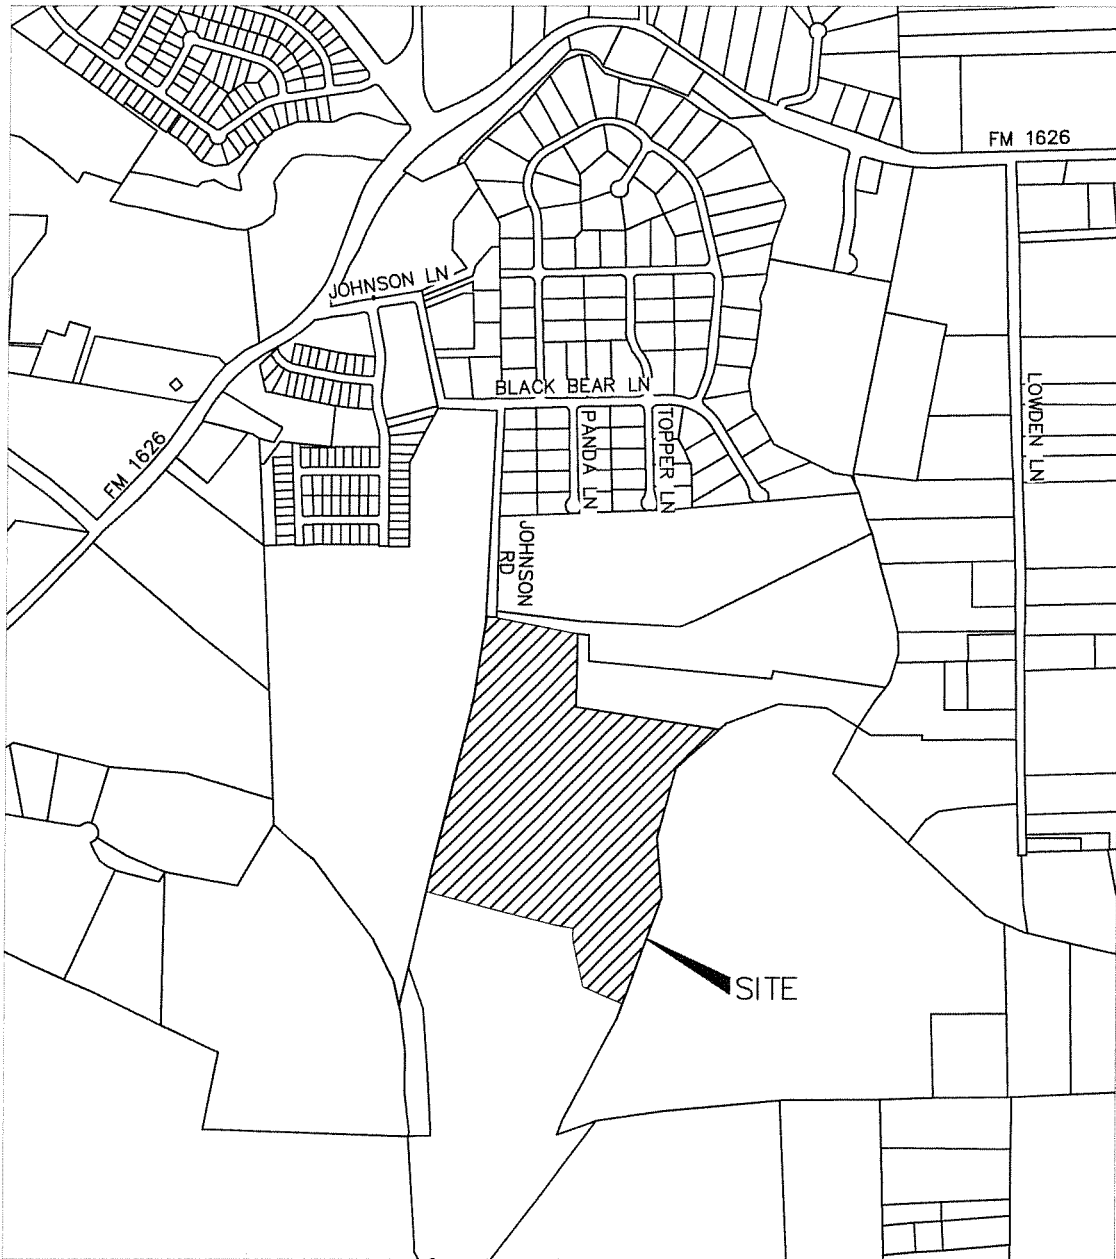 FM 1626
JOHNSON LN
LOWDEN LN
BLACK BEAR LN
PANDA LN
TOPPER LN
FM 1626
JOHNSON
RD
SITE